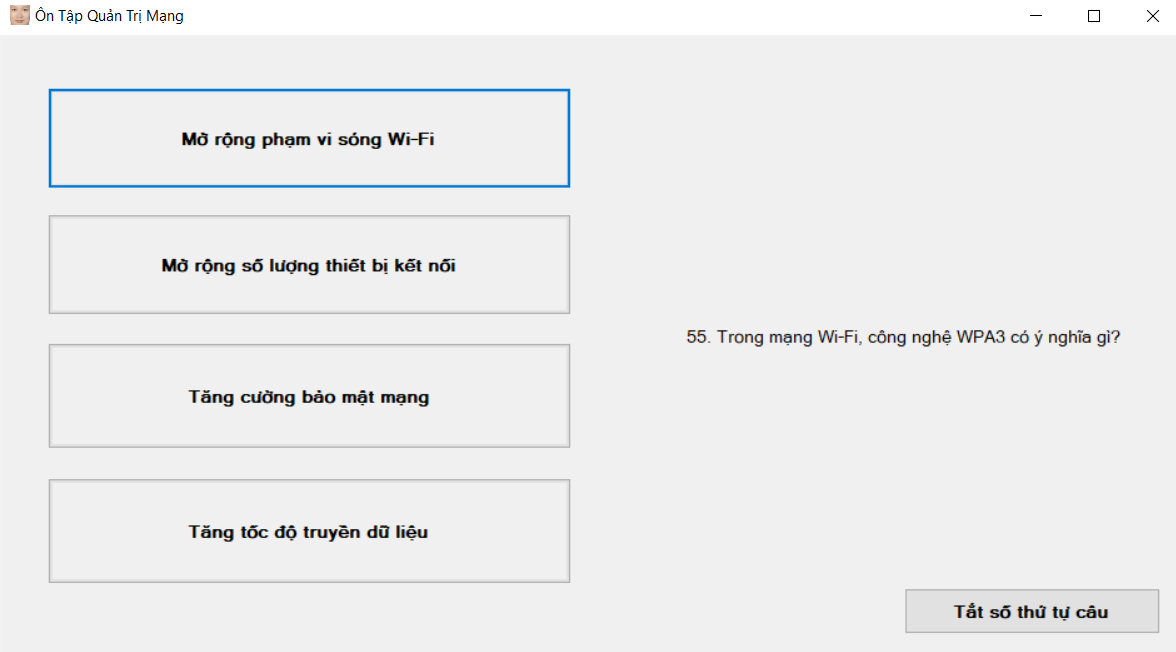 Ôn Tập Quản Trị Mạng
Mở rộng phạm vi sóng Wi-Fi
Mở rộng số lượng thiết bị kết nối
Tăng cường bảo mật mạng
Tăng tốc độ truyền dữ liệu
55. Trong mạng Wi-Fi, công nghệ WPA3 có ý nghĩa gì?
Tắt số thứ tự câu